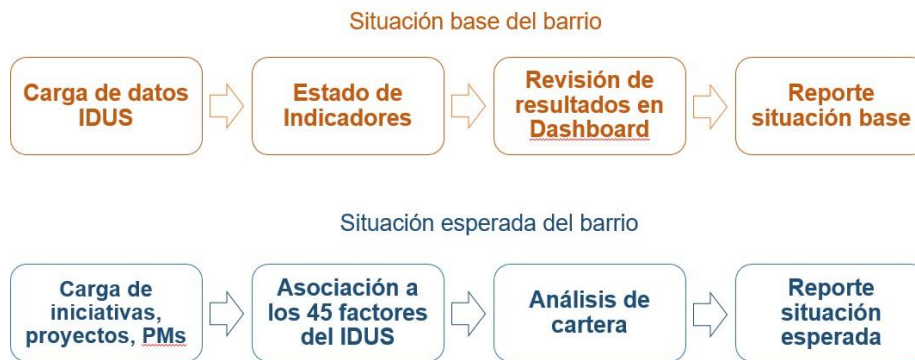 Situación base del barrio
Carga de datos
IDUS
Estado de
Indicadores
Revisión de
resultados en
Dashboard
Reporte
situación base
Situación esperada del barrio
Carga de
iniciativas,
proyectos, PMs
Asociación a
los 45 factores
del IDUS
Análisis de
cartera
Reporte
situación
esperada